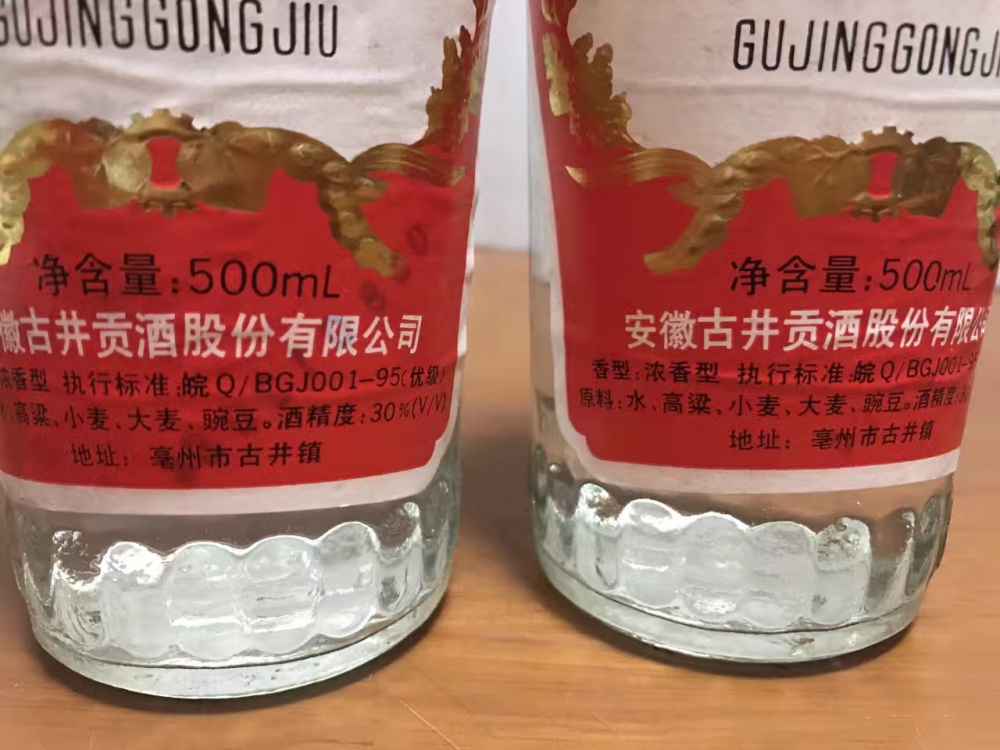 GUJINGGONGJIU
净含量:500mL
徽古井贡酒股份有限公司
浓香型 执行标准:皖Q/BGJ001-95(优级)
、高粱、小麦、大麦、豌豆。酒精度:30%(V/V)
地址: 亳州市古井镇
GUJINGGONGJ
净含量:500mL
安徽古井贡酒股份有限公
香型:浓香型 执行标准:皖Q/BGJ001-9
原料:水、高粱、小麦、大麦、豌豆。酒精度:
地址: 亳州市古井镇